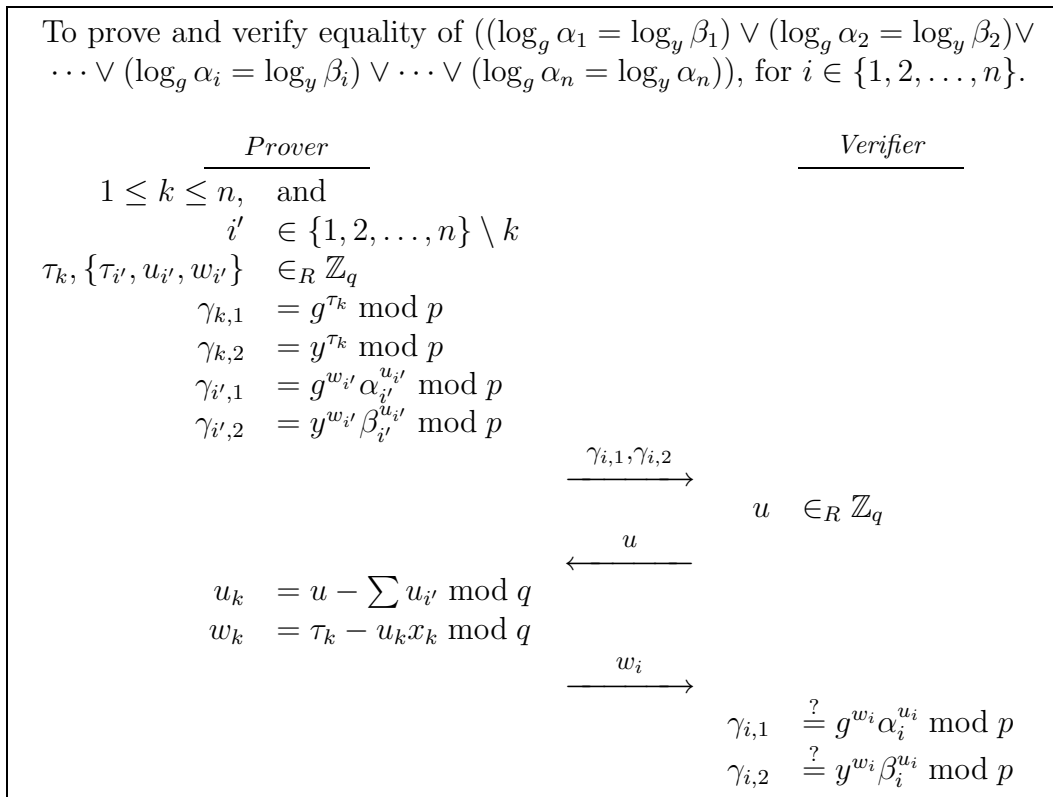 To prove and verify equality of ((log_g α_1 = log_y β_1) ∨ (log_g α_2 = log_y β_2)∨
⋯ ∨ (log_g α_i = log_y β_i) ∨ ⋯ ∨ (log_g α_n = log_y α_n)), for i ∈ {1, 2, . . . , n}.
Prover Verifier
1 ≤ k ≤ n, and
i′ ∈ {1, 2, . . . , n} \ k
τ_k, {τ_{i′}, u_{i′}, w_{i′}} ∈_R ℤ_q
γ_{k,1} = g^{τ_k} mod p
γ_{k,2} = y^{τ_k} mod p
γ_{i′,1} = g^{w_{i′}} α_{i′}^{u_{i′}} mod p
γ_{i′,2} = y^{w_{i′}} β_{i′}^{u_{i′}} mod p
γ_{i,1},γ_{i,2}
u ∈_R ℤ_q
u
u_k = u − ∑ u_{i′} mod q
w_k = τ_k − u_k x_k mod q
w_i
γ_{i,1} ≟ g^{w_i} α_i^{u_i} mod p
γ_{i,2} ≟ y^{w_i} β_i^{u_i} mod p